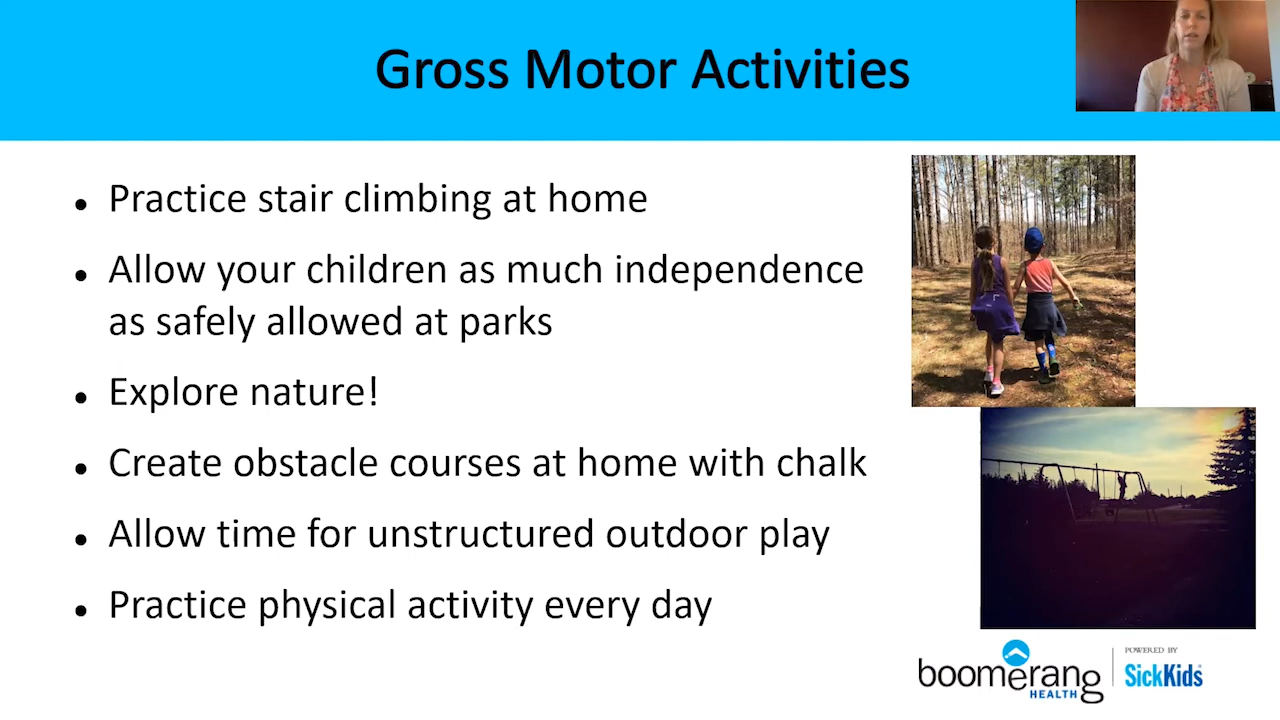 Gross Motor Activities
• Practice stair climbing at home
• Allow your children as much independence
as safely allowed at parks
• Explore nature!
• Create obstacle courses at home with chalk
• Allow time for unstructured outdoor play
• Practice physical activity every day
boomerang
HEALTH
POWERED BY
SickKids